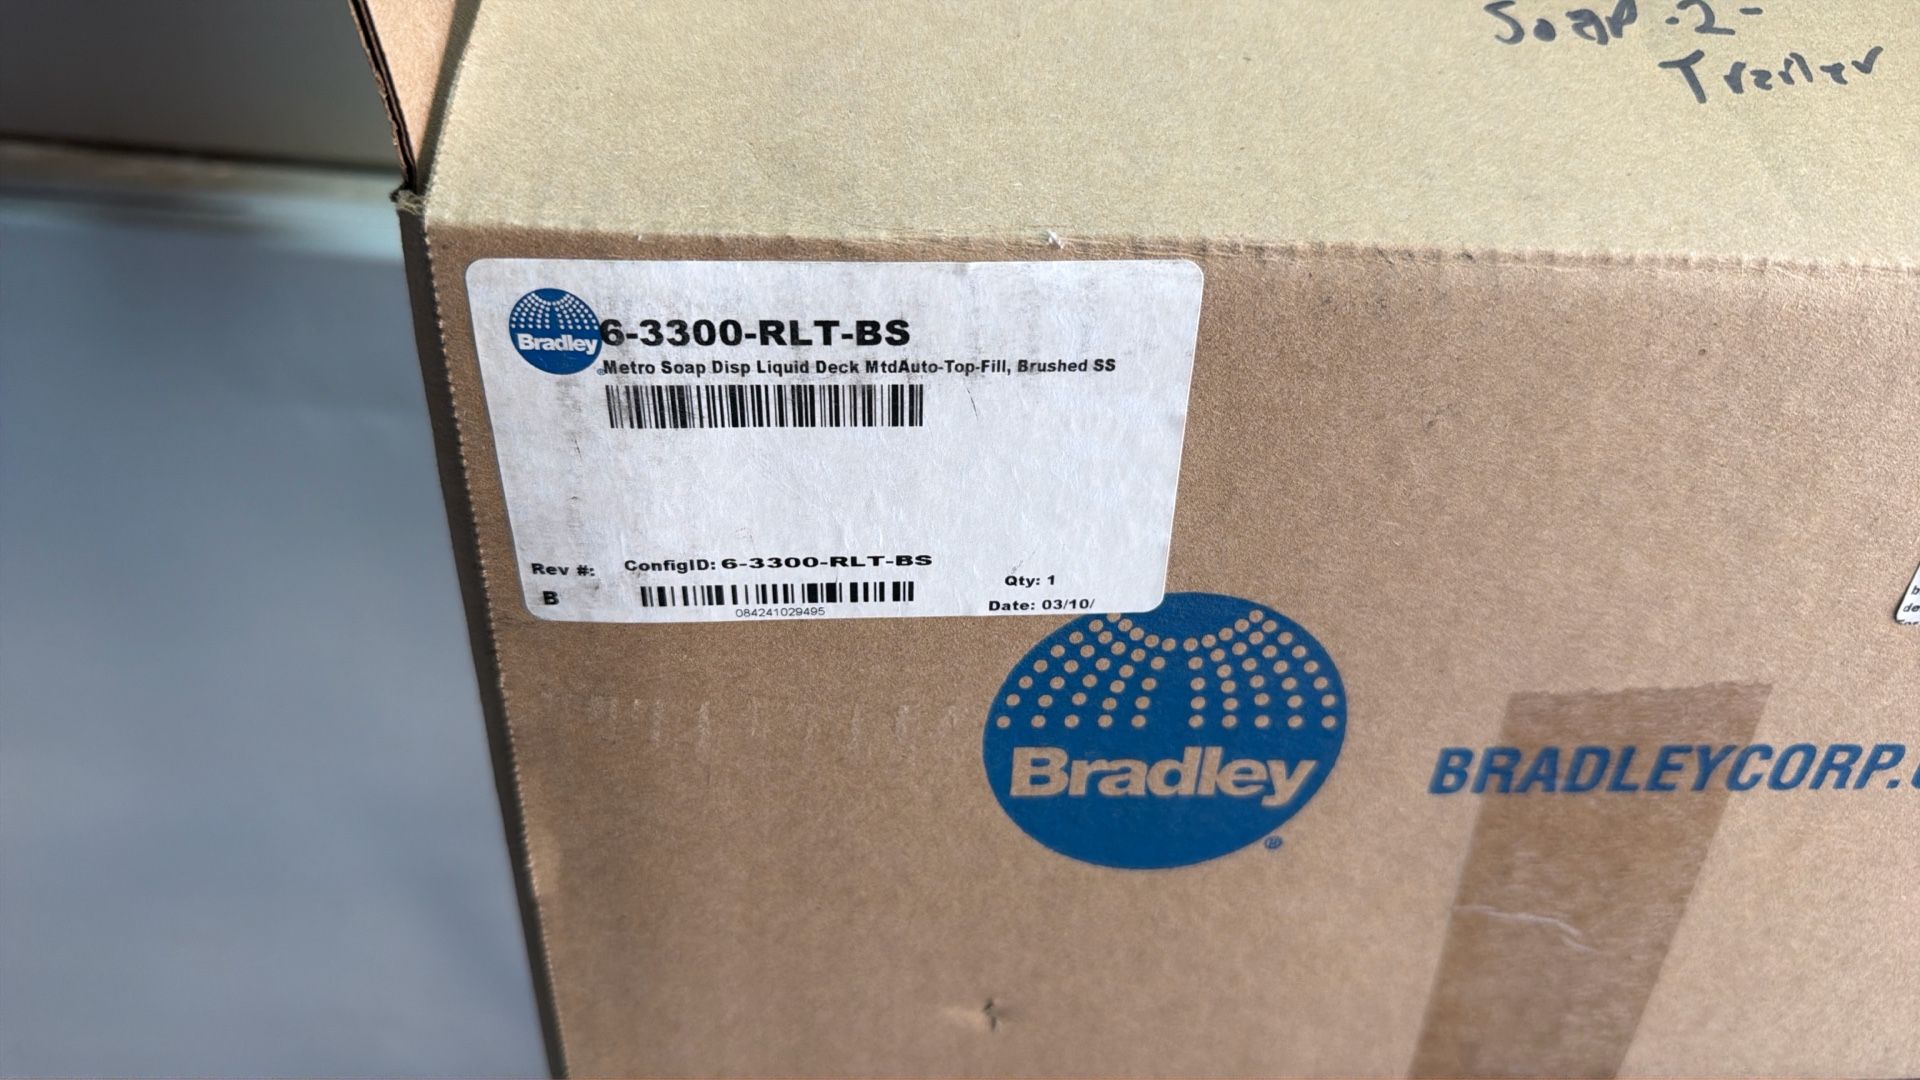 Soap -2-
Trailer
Bradley
6-3300-RLT-BS
Metro Soap Disp Liquid Deck MtdAuto-Top-Fill, Brushed SS
Rev #:
B
ConfigID: 6-3300-RLT-BS
084241029495
Qty: 1
Date: 03/10/
Bradley®
BRADLEYCORP.